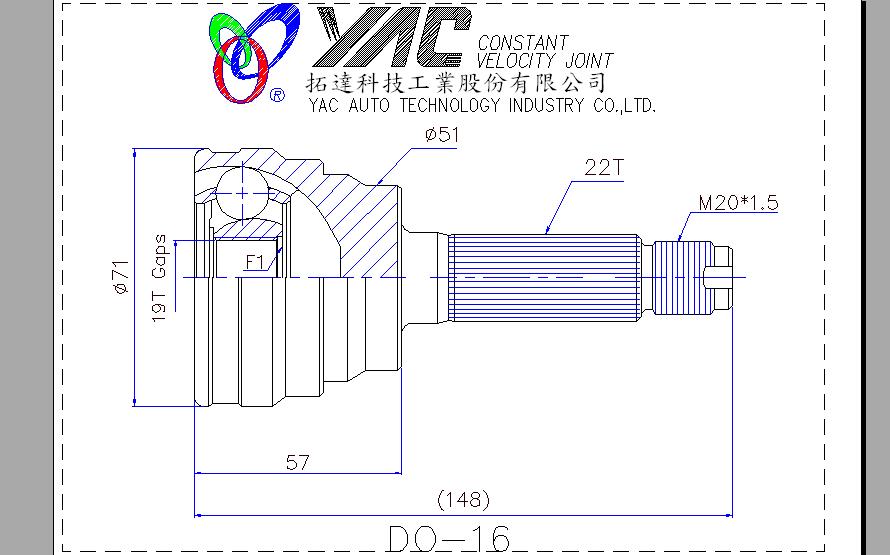 YAC
CONSTANT
VELOCITY JOINT
®
拓達科技工業股份有限公司
YAC AUTO TECHNOLOGY INDUSTRY CO.,LTD.
ø51
22T
M20*1.5
ø71
19T Gaps
F1
57
(148)
DO-16